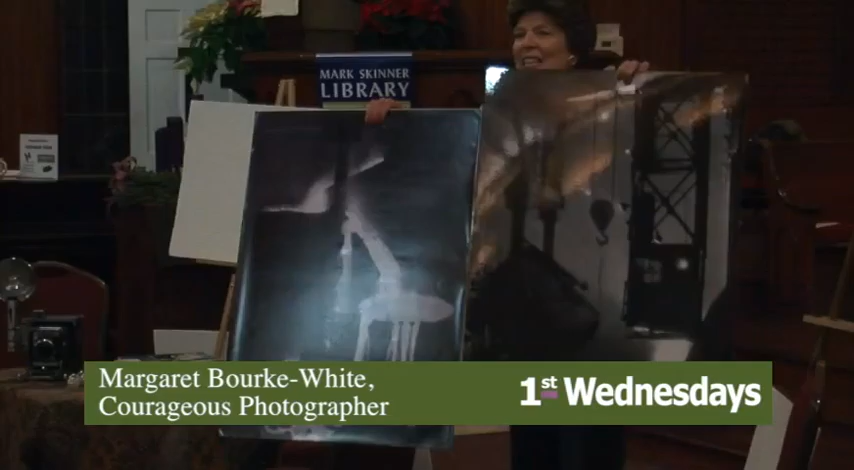 MARK SKINNER
LIBRARY
Margaret Bourke-White,
Courageous Photographer
1st Wednesdays